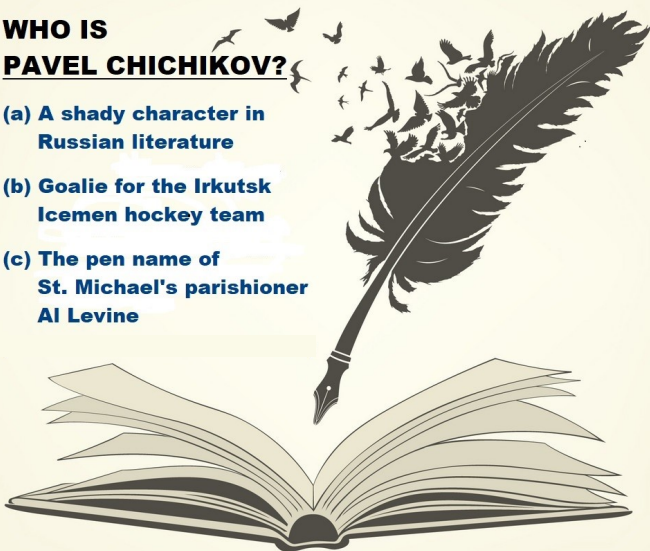 WHO IS
PAVEL CHICHIKOV?
(a) A shady character in
Russian literature
(b) Goalie for the Irkutsk
Icemen hockey team
(c) The pen name of
St. Michael's parishioner
Al Levine